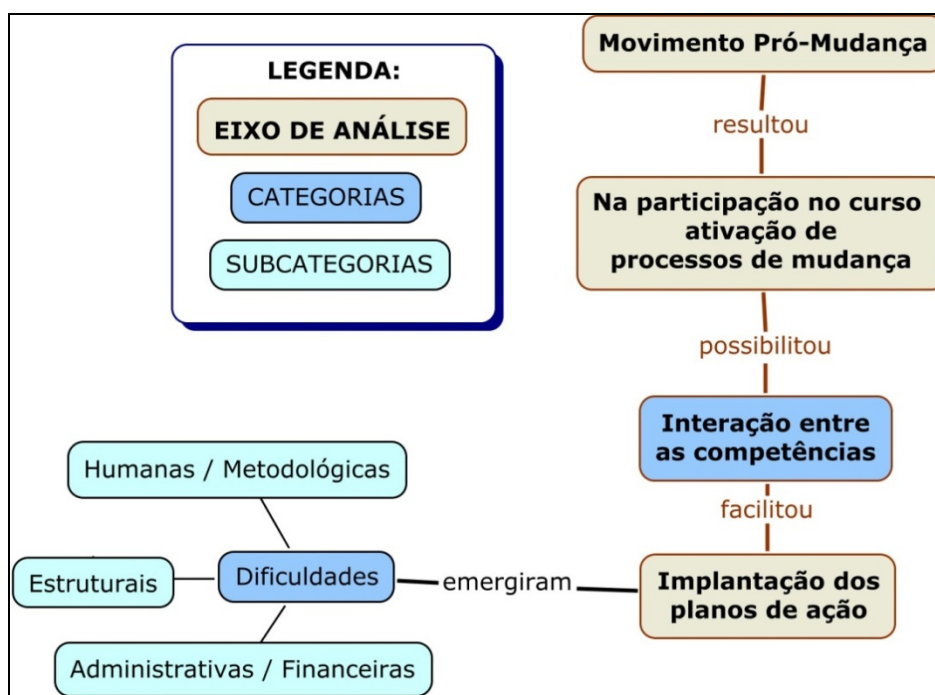 LEGENDA:
EIXO DE ANÁLISE
CATEGORIAS
SUBCATEGORIAS
Movimento Pró-Mudança
resultou
Na participação no curso
ativação de
processos de mudança
possibilitou
Interação entre
as competências
facilitou
Implantação dos
planos de ação
emergiram
Dificuldades
Humanas / Metodológicas
Estruturais
Administrativas / Financeiras